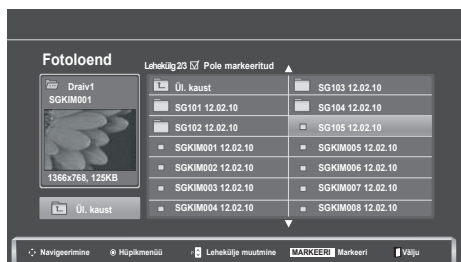 Fotoloend
Lehekülg 2/3 Pole markeeritud
Draiv1
SGKIM001
1366x768, 125KB
Ül. kaust
Ül. kaust
SG101 12.02.10
SG102 12.02.10
SGKIM001 12.02.10
SGKIM002 12.02.10
SGKIM003 12.02.10
SGKIM004 12.02.10
SG103 12.02.10
SG104 12.02.10
SG105 12.02.10
SGKIM005 12.02.10
SGKIM006 12.02.10
SGKIM007 12.02.10
SGKIM008 12.02.10
Navigeerimine Hüpikmenüü P Lehekülje muutmine MARKEERI Markeeri Välju